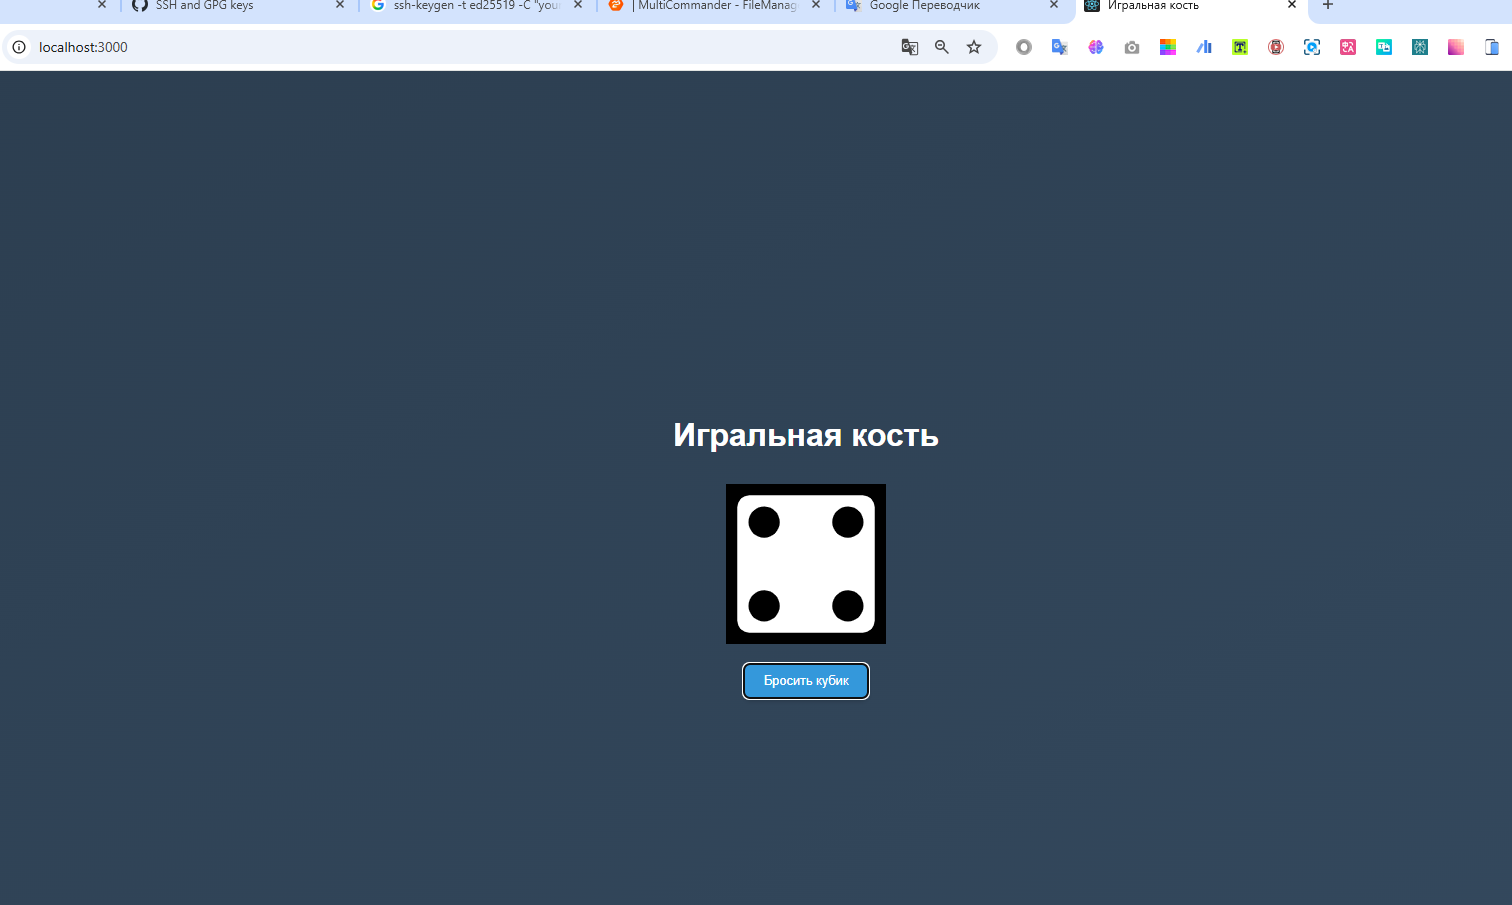 SSH and GPG keys
ssh-keygen -t ed25519 -C "your
| MultiCommander - FileManag
Google Переводчик
Игральная кость
localhost:3000
Игральная кость
Бросить кубик